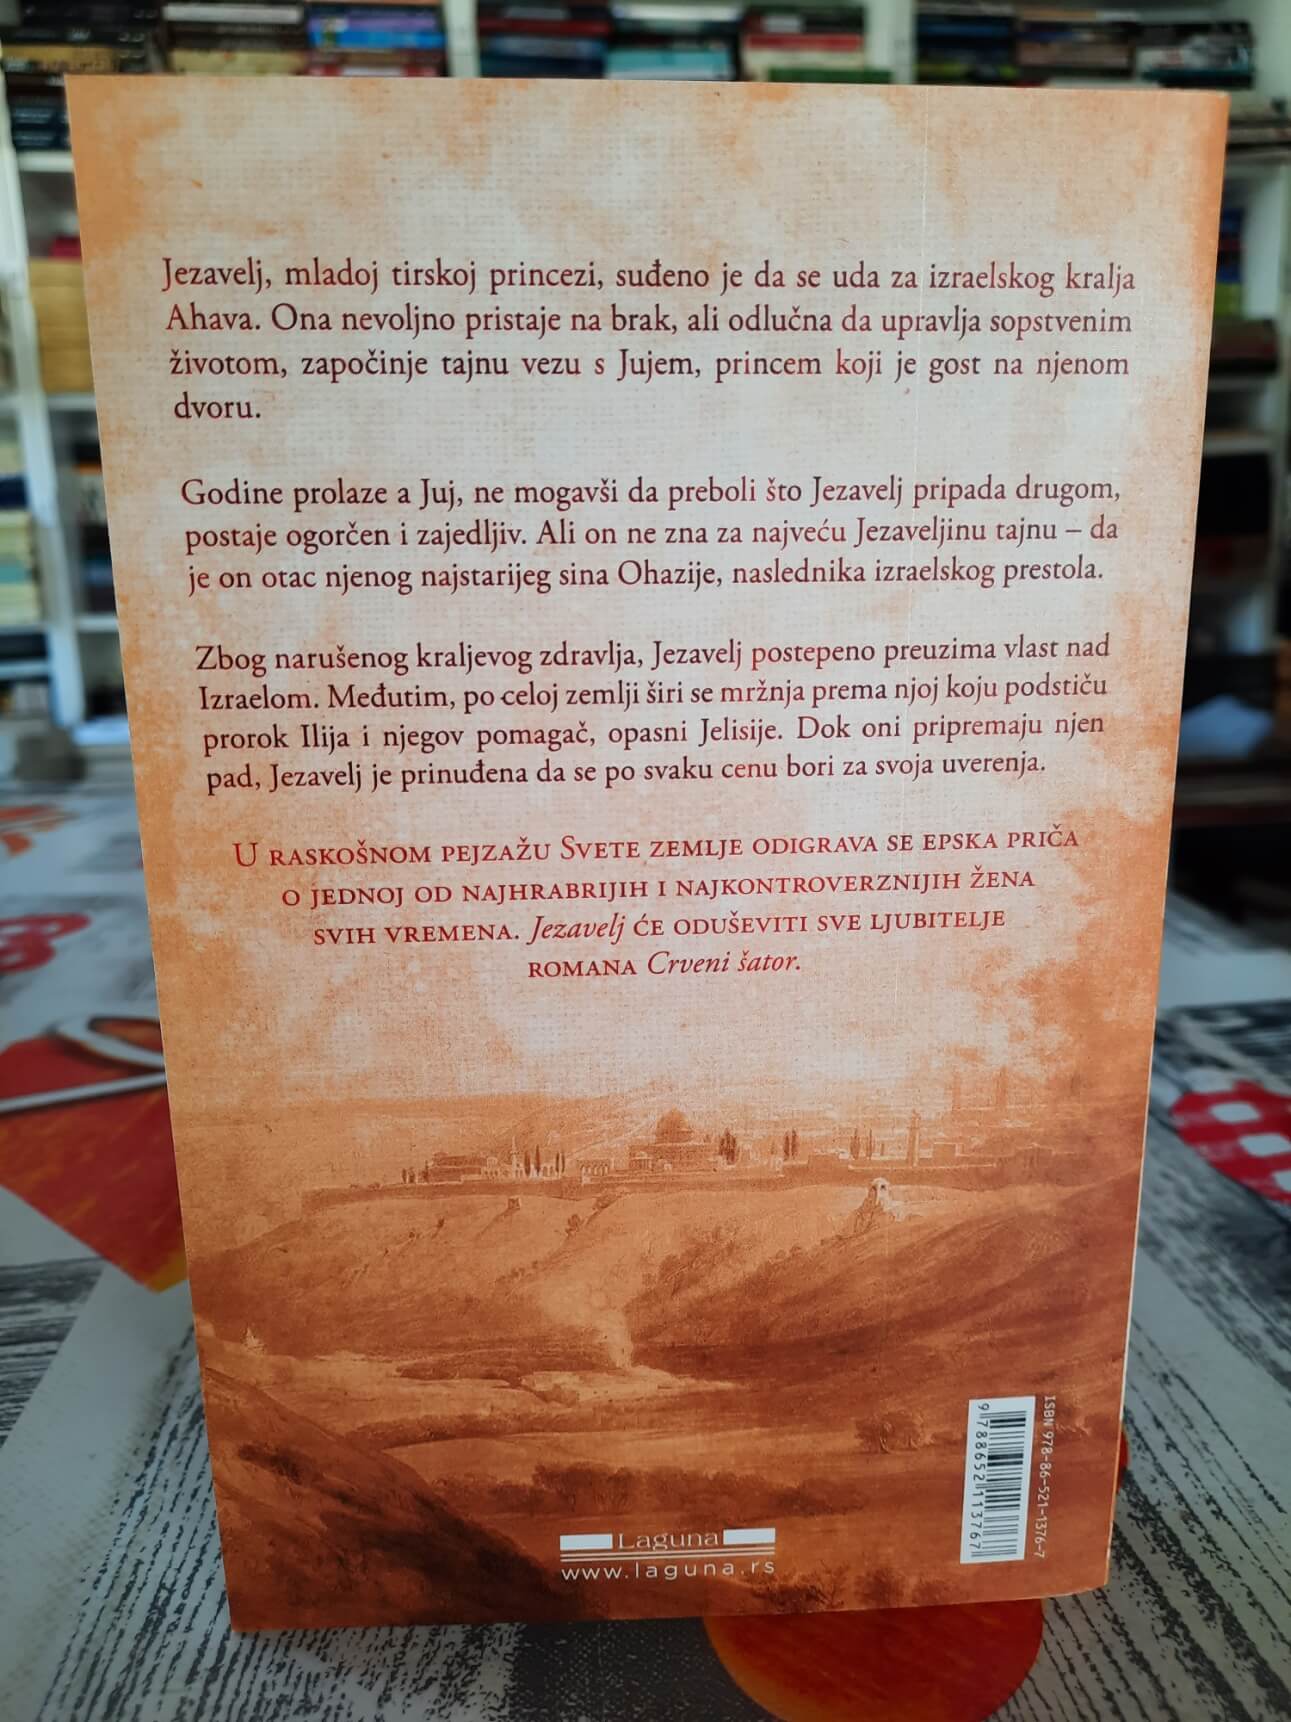 Jezavelj, mladoj tirskoj princezi, suđeno je da se uda za izraelskog kralja
Ahava. Ona nevoljno pristaje na brak, ali odlučna da upravlja sopstvenim
životom, započinje tajnu vezu s Jujem, princem koji je gost na njenom
dvoru.
Godine prolaze a Juj, ne mogavši da preboli što Jezavelj pripada drugom,
postaje ogorčen i zajedljiv. Ali on ne zna za najveću Jezaveljinu tajnu – da
je on otac njenog najstarijeg sina Ohazije, naslednika izraelskog prestola.
Zbog narušenog kraljevog zdravlja, Jezavelj postepeno preuzima vlast nad
Izraelom. Međutim, po celoj zemlji širi se mržnja prema njoj koju podstiču
prorok Ilija i njegov pomagač, opasni Jelisije. Dok oni pripremaju njen
pad, Jezavelj je prinuđena da se po svaku cenu bori za svoja uverenja.
U RASKOŠNOM PEJZAŽU SVETE ZEMLJE ODIGRAVA SE EPSKA PRIČA
O JEDNOJ OD NAJHRABRIJIH I NAJKONTROVERZNIJIH ŽENA
SVIH VREMENA. Jezavelj ĆE ODUŠEVITI SVE LJUBITELJE
ROMANA Crveni šator.
ISBN 978-86-521-1376-7
9788652113767
Laguna
www.laguna.rs